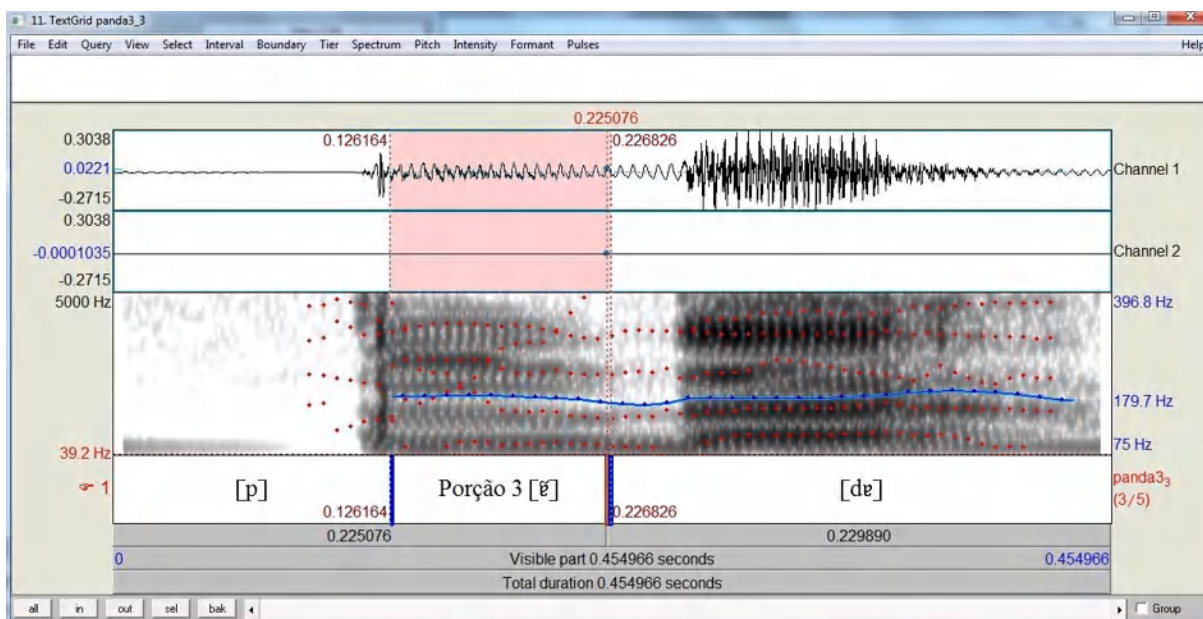 11. TextGrid panda3_3
File Edit Query View Select Interval Boundary Tier Spectrum Pitch Intensity Formant Pulses Help
0.225076
0.3038 0.126164 0.226826
0.0221 Channel 1
-0.2715
0.3038
-0.0001035 Channel 2
-0.2715
5000 Hz 396.8 Hz
179.7 Hz
39.2 Hz 75 Hz
1 [p] Porção 3 [ɐ̃] [dɐ] panda3₃
(3/5)
0.126164 0.226826
0.225076 0.229890
0 Visible part 0.454966 seconds 0.454966
Total duration 0.454966 seconds
all in out sel bak Group